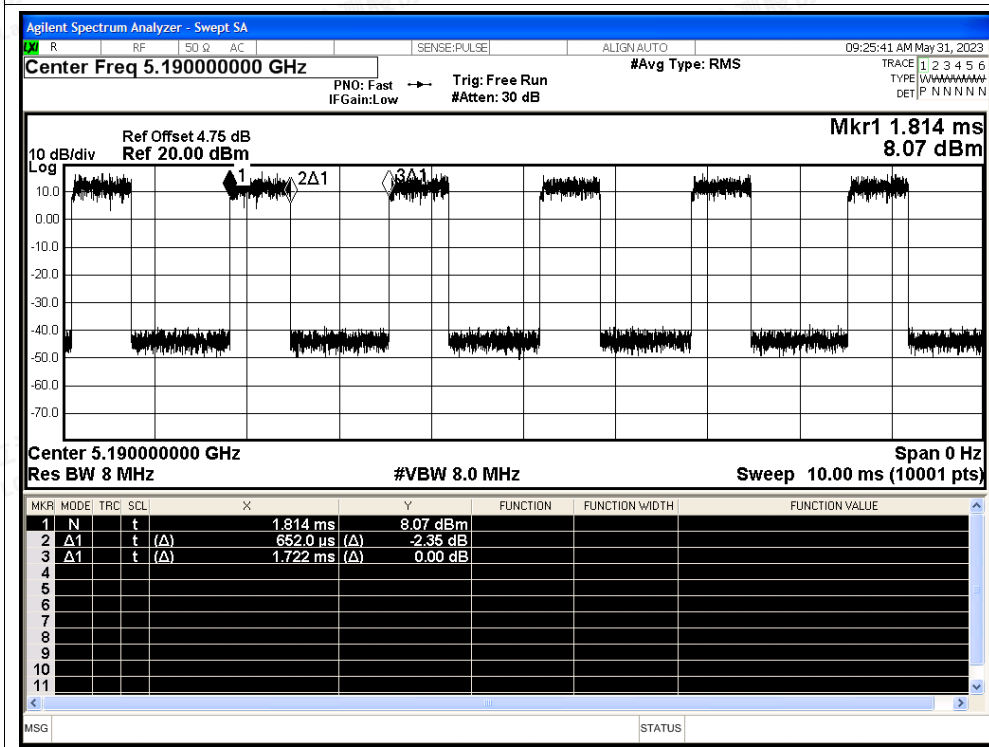 Agilent Spectrum Analyzer - Swept SA
LXI R RF 50 Ω AC SENSE:PULSE ALIGN AUTO 09:25:41 AM May 31, 2023
Center Freq 5.190000000 GHz #Avg Type: RMS TRACE 1 2 3 4 5 6
PNO: Fast Trig: Free Run TYPE
IFGain:Low #Atten: 30 dB DET P N N N N N
Mkr1 1.814 ms
Ref Offset 4.75 dB
10 dB/div Ref 20.00 dBm 8.07 dBm
Log
1 2Δ1 3Δ1
10.0
0.00
-10.0
-20.0
-30.0
-40.0
-50.0
-60.0
-70.0
Center 5.190000000 GHz Span 0 Hz
Res BW 8 MHz #VBW 8.0 MHz Sweep 10.00 ms (10001 pts)
MKR MODE TRC SCL X Y FUNCTION FUNCTION WIDTH FUNCTION VALUE
1 N t 1.814 ms 8.07 dBm
2 Δ1 t (Δ) 652.0 µs (Δ) -2.35 dB
3 Δ1 t (Δ) 1.722 ms (Δ) 0.00 dB
4
5
6
7
8
9
10
11
MSG STATUS